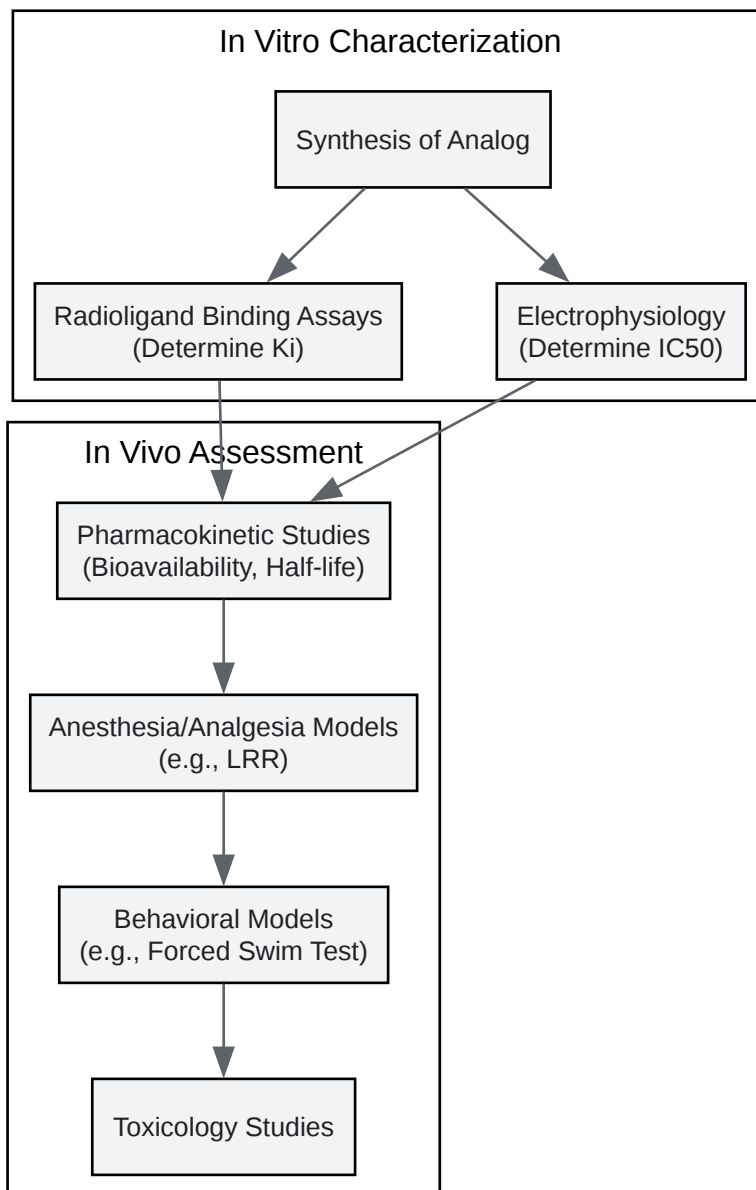 In Vitro Characterization
Synthesis of Analog
Radioligand Binding Assays
(Determine Ki)
Electrophysiology
(Determine IC50)
In Vivo Assessment
Pharmacokinetic Studies
(Bioavailability, Half-life)
Anesthesia/Analgesia Models
(e.g., LRR)
Behavioral Models
(e.g., Forced Swim Test)
Toxicology Studies